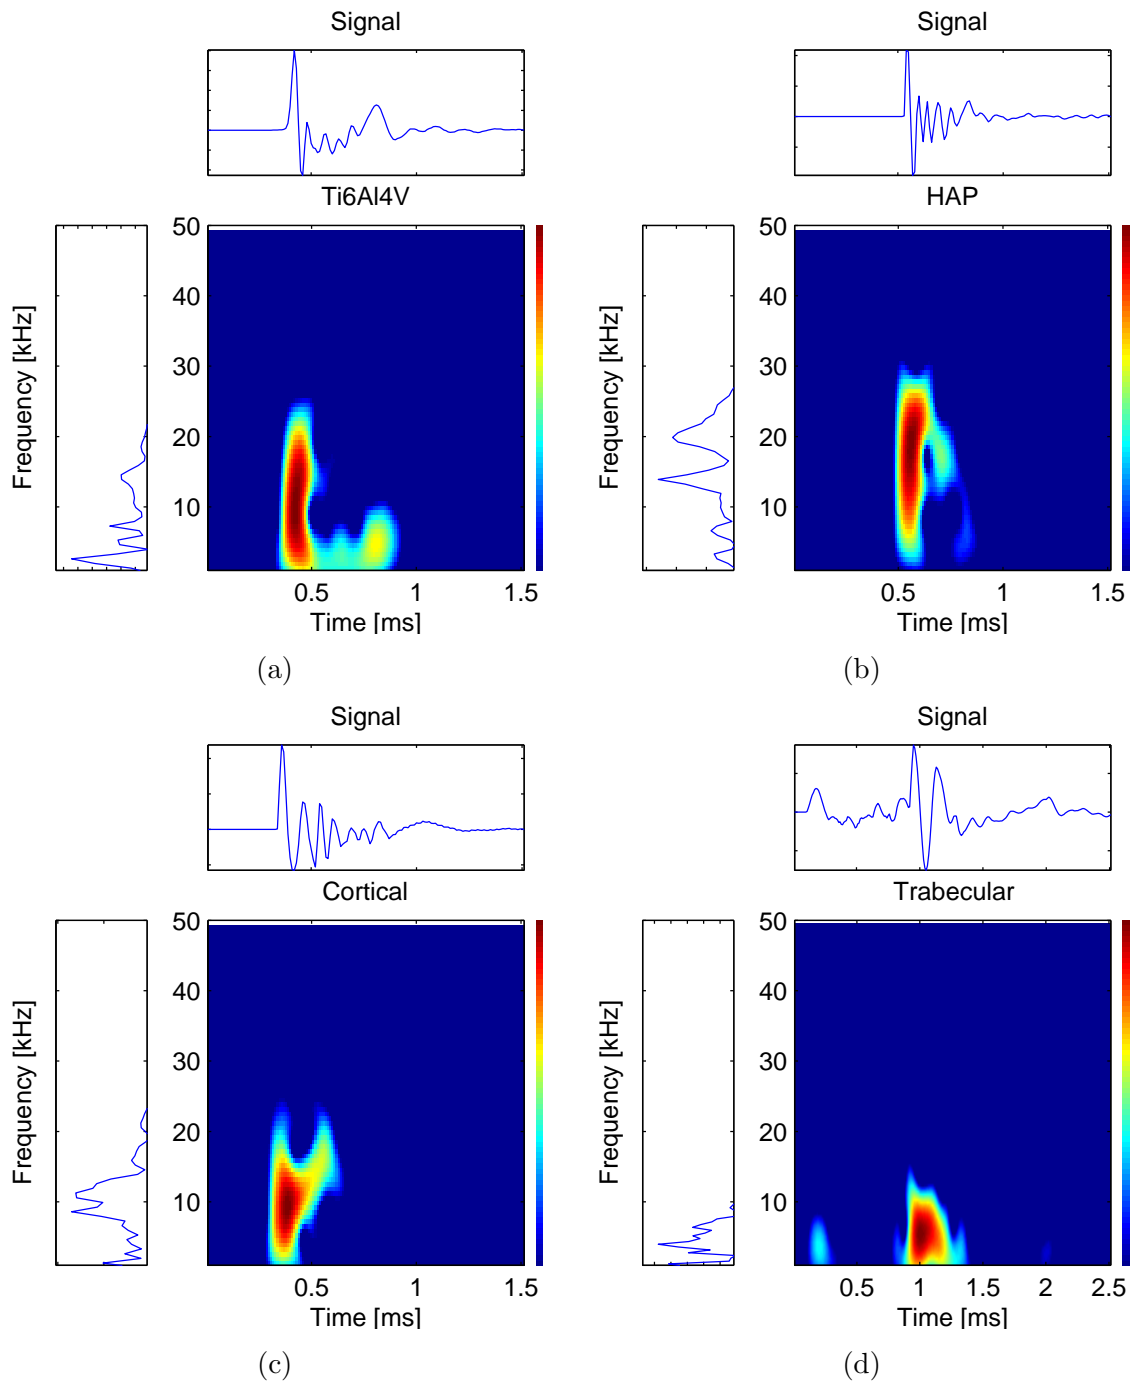 Signal
Ti6Al4V
Frequency [kHz]
50
40
30
20
10
0.5 1 1.5
Time [ms]
(a)
Signal
HAP
Frequency [kHz]
50
40
30
20
10
0.5 1 1.5
Time [ms]
(b)
Signal
Cortical
Frequency [kHz]
50
40
30
20
10
0.5 1 1.5
Time [ms]
(c)
Signal
Trabecular
Frequency [kHz]
50
40
30
20
10
0.5 1 1.5 2 2.5
Time [ms]
(d)